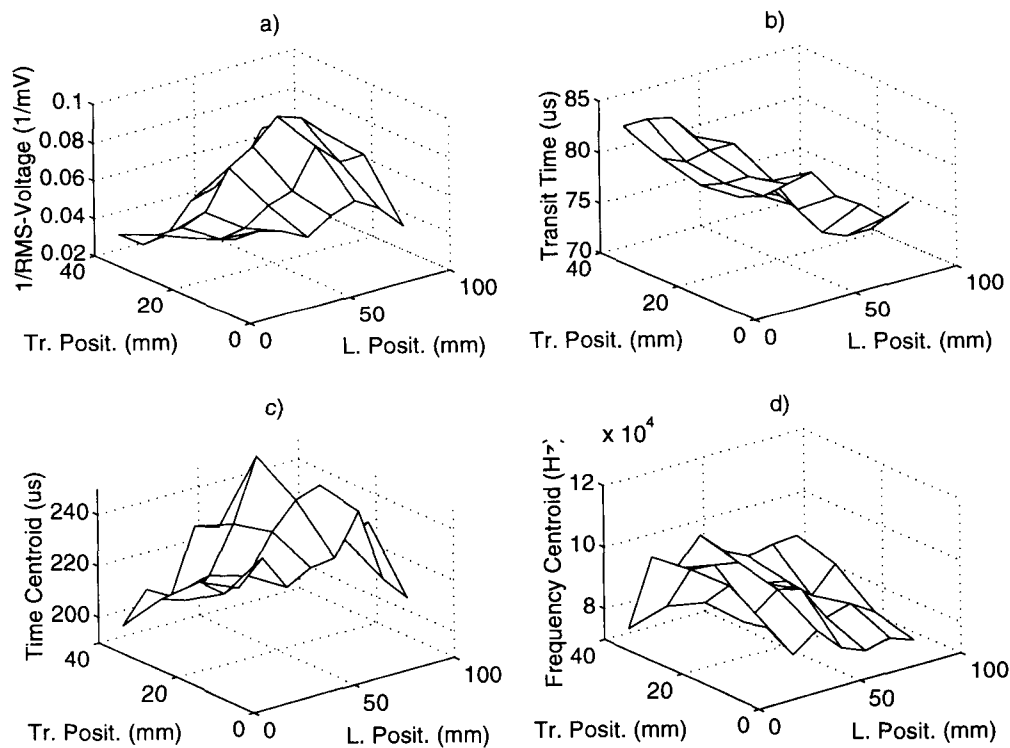 a)
1/RMS-Voltage (1/mV)
0.1
0.08
0.06
0.04
0.02
40
20
0
0
50
100
Tr. Posit. (mm)
L. Posit. (mm)
b)
Transit Time (us)
85
80
75
70
40
20
0
0
50
100
Tr. Posit. (mm)
L. Posit. (mm)
c)
Time Centroid (us)
240
220
200
40
20
0
0
50
100
Tr. Posit. (mm)
L. Posit. (mm)
d)
x 10⁴
Frequency Centroid
12
10
8
40
20
0
0
50
100
Tr. Posit. (mm)
L. Posit. (mm)